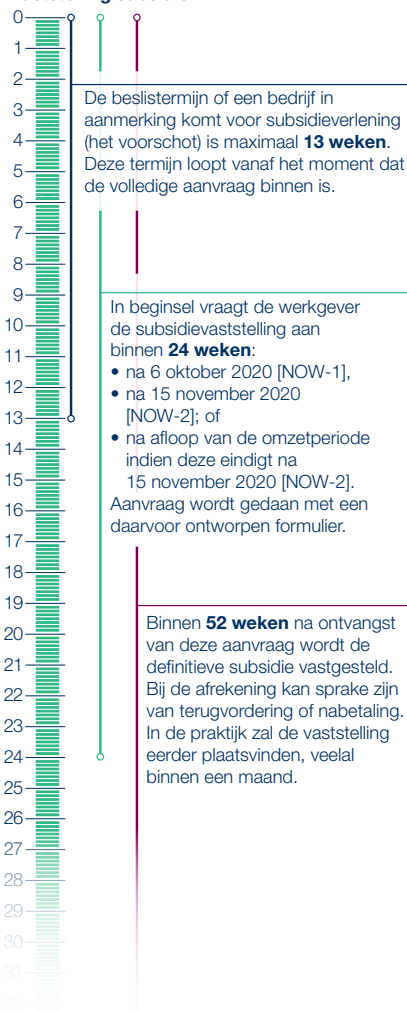 0
1
2
De beslistermijn of een bedrijf in
aanmerking komt voor subsidieverlening
(het voorschot) is maximaal 13 weken.
Deze termijn loopt vanaf het moment dat
de volledige aanvraag binnen is.
3
4
5
6
7
8
9
In beginsel vraagt de werkgever
de subsidievaststelling aan
binnen 24 weken:
• na 6 oktober 2020 [NOW-1],
• na 15 november 2020
[NOW-2]; of
• na afloop van de omzetperiode
indien deze eindigt na
15 november 2020 [NOW-2].
Aanvraag wordt gedaan met een
daarvoor ontworpen formulier.
10
11
12
13
14
15
16
17
18
19
Binnen 52 weken na ontvangst
van deze aanvraag wordt de
definitieve subsidie vastgesteld.
Bij de afrekening kan sprake zijn
van terugvordering of nabetaling.
In de praktijk zal de vaststelling
eerder plaatsvinden, veelal
binnen een maand.
20
21
22
23
24
25
26
27
28
29
30
31
32